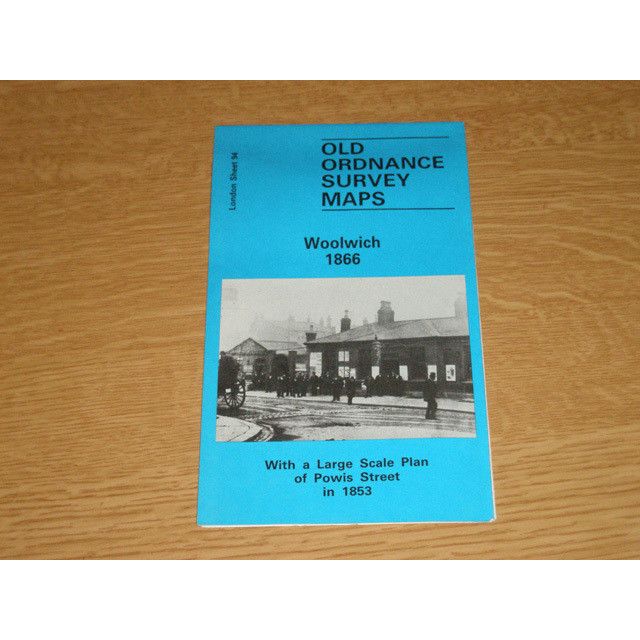 London Sheet 94
OLD
ORDNANCE
SURVEY
MAPS
Woolwich
1866
With a Large Scale Plan
of Powis Street
in 1853